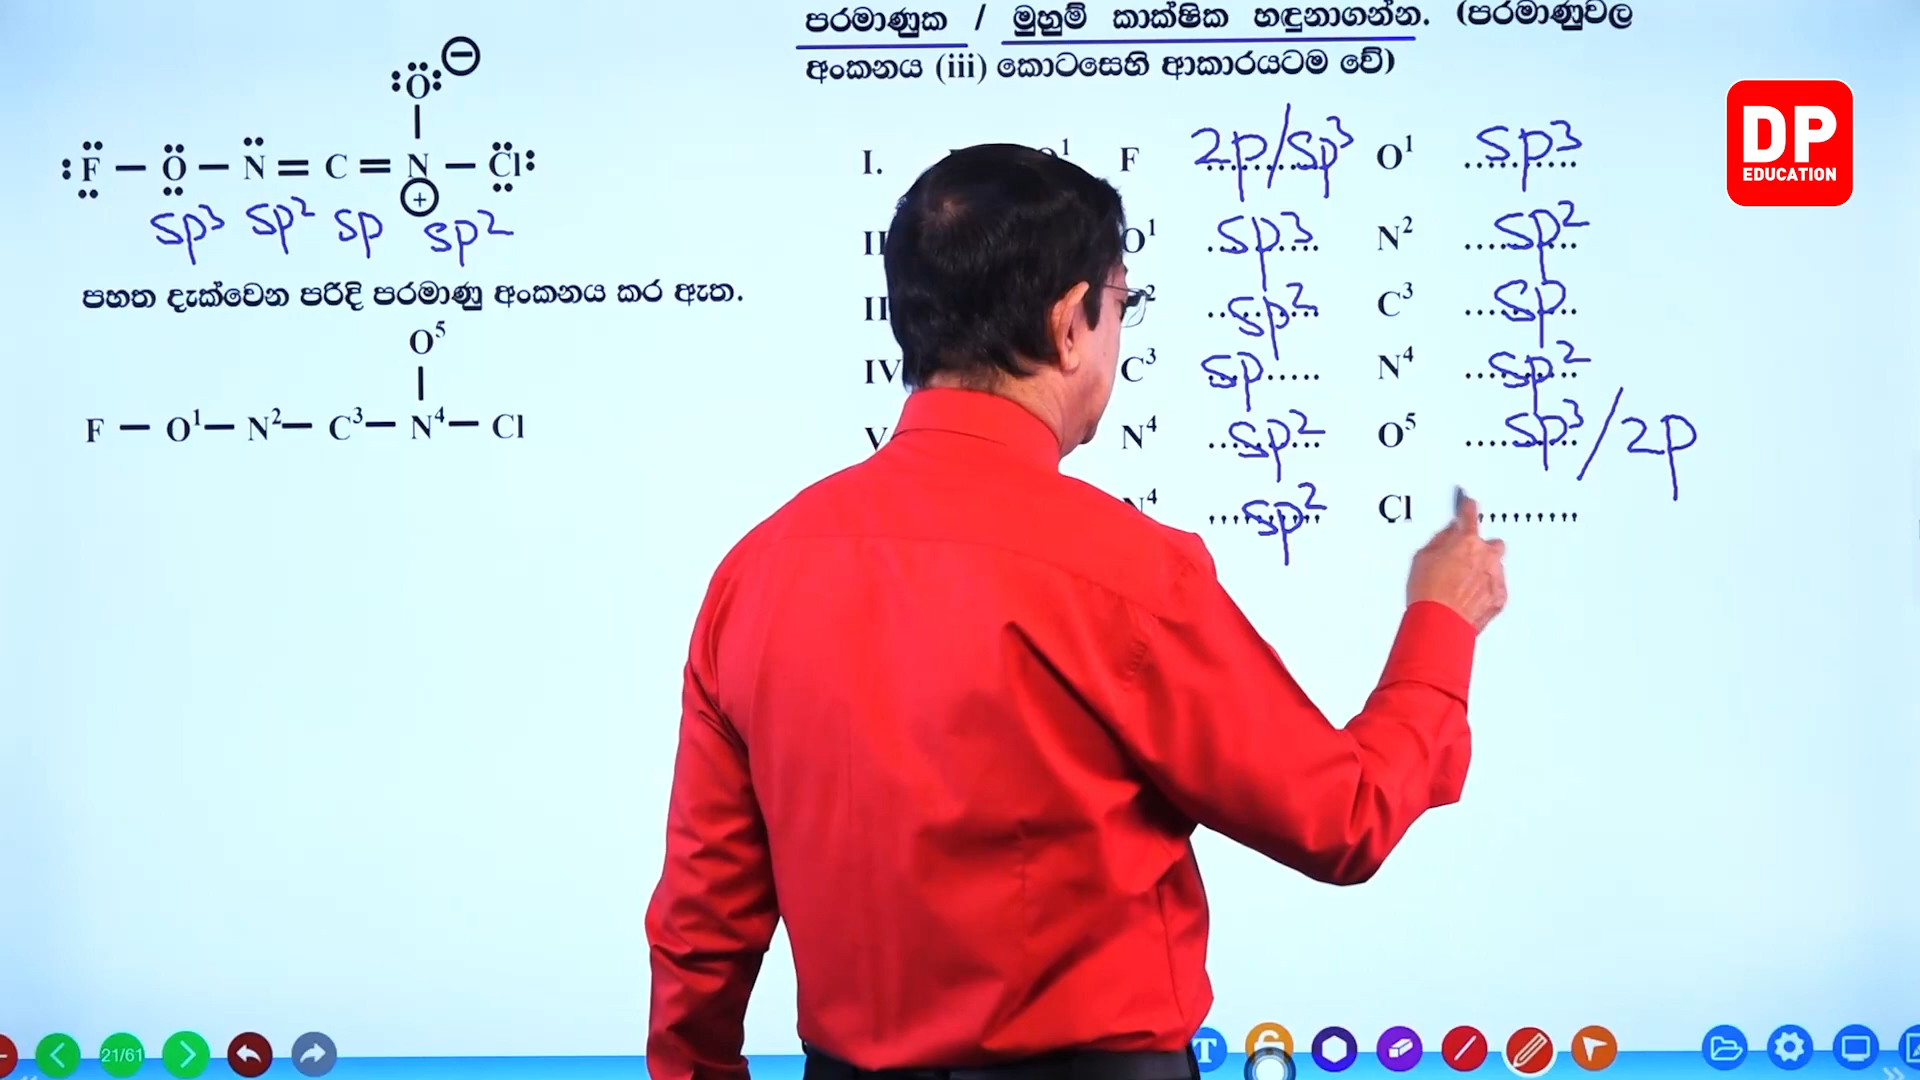 පරමාණුක / මුහුම් කාක්ෂික හඳුනාගන්න. (පරමාණුවල
අංකනය (iii) කොටසෙහි ආකාරයටම වේ)
DP
EDUCATION
O
F – O – N = C = N – Cl
sp³ sp² sp sp²
පහත දැක්වෙන පරිදි පරමාණු අංකනය කර ඇත.
O⁵
F – O¹– N²– C³– N⁴– Cl
I. F 2p/sp³ O¹ sp³
O¹ sp³ N² sp²
sp² C³ sp
IV C³ sp N⁴ sp²
V N⁴ sp² O⁵ sp³/2p
N⁴ sp² Cl
21/61